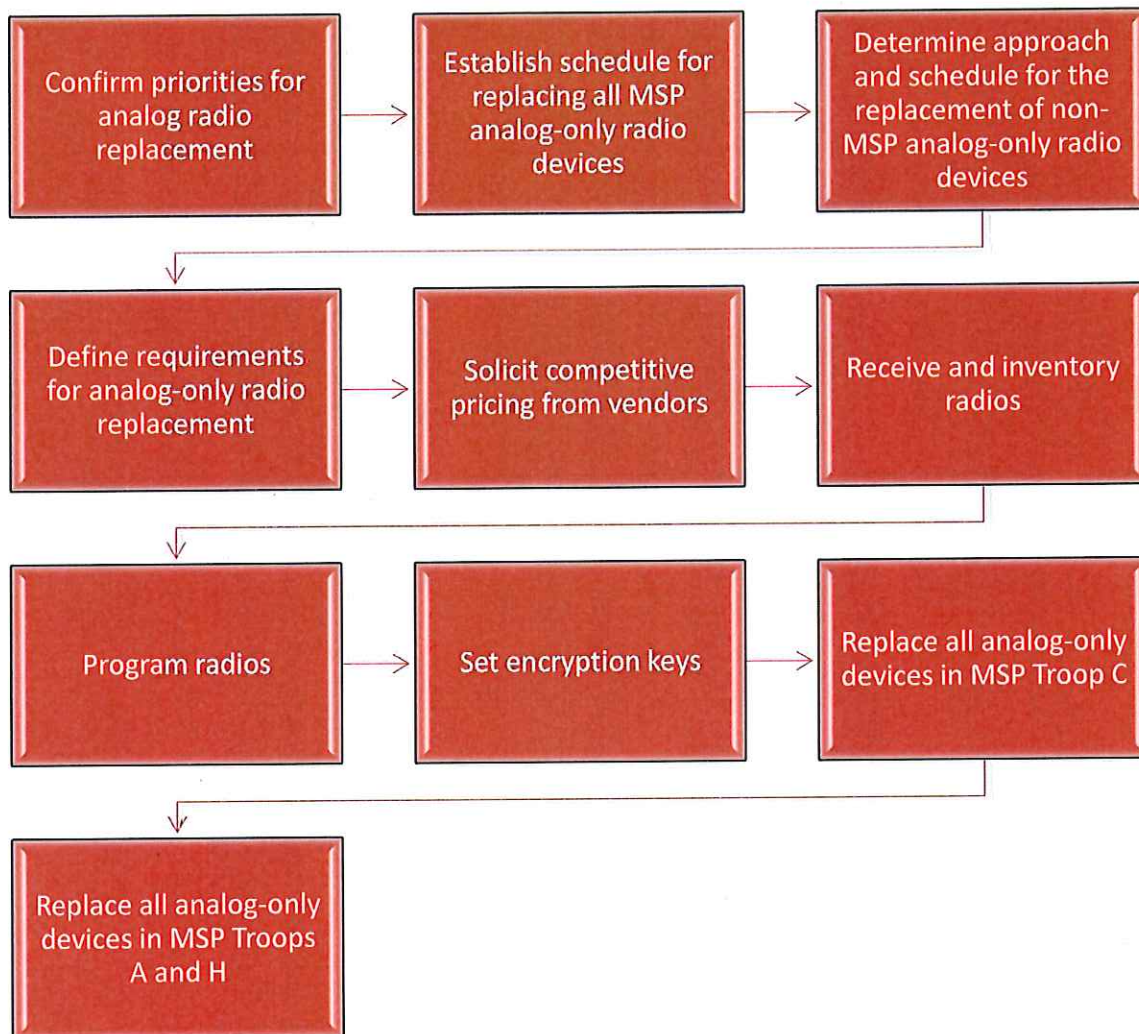 Confirm priorities for
analog radio
replacement
Establish schedule for
replacing all MSP
analog-only radio
devices
Determine approach
and schedule for the
replacement of non-
MSP analog-only radio
devices
Define requirements
for analog-only radio
replacement
Solicit competitive
pricing from vendors
Receive and inventory
radios
Program radios
Set encryption keys
Replace all analog-only
devices in MSP Troop C
Replace all analog-only
devices in MSP Troops
A and H